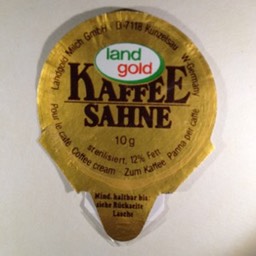 Landgold Milch GmbH · D-7118 Künzelsau · W-Germany
land
gold
KAFFEE
SAHNE
10 g
sterilisiert, 12% Fett
Pour le café Coffee cream Zum Kaffee Panna per caffè
Mind. haltbar bis
siehe Rückseite
Lasche